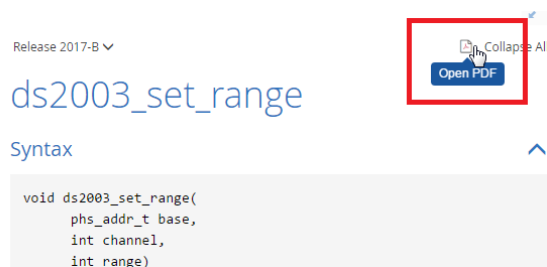 Release 2017-B
Collapse Al
Open PDF
ds2003_set_range
Syntax
void ds2003_set_range(
phs_addr_t base,
int channel,
int range)